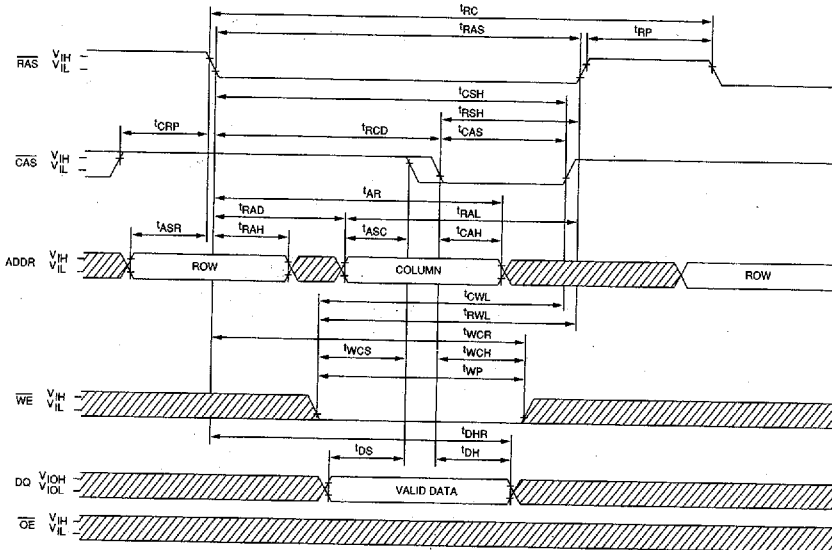 tRC
tRAS
tRP
RAS VIH
VIL
tCSH
tRSH
tCRP
tRCD
tCAS
CAS VIH
VIL
tAR
tRAD
tRAL
tASR
tRAH
tASC
tCAH
ADDR VIH
VIL
ROW
COLUMN
ROW
tCWL
tRWL
tWCR
tWCS
tWCH
tWP
WE VIH
VIL
tDHR
tDS
tDH
DQ VIOH
VIOL
VALID DATA
OE VIH
VIL